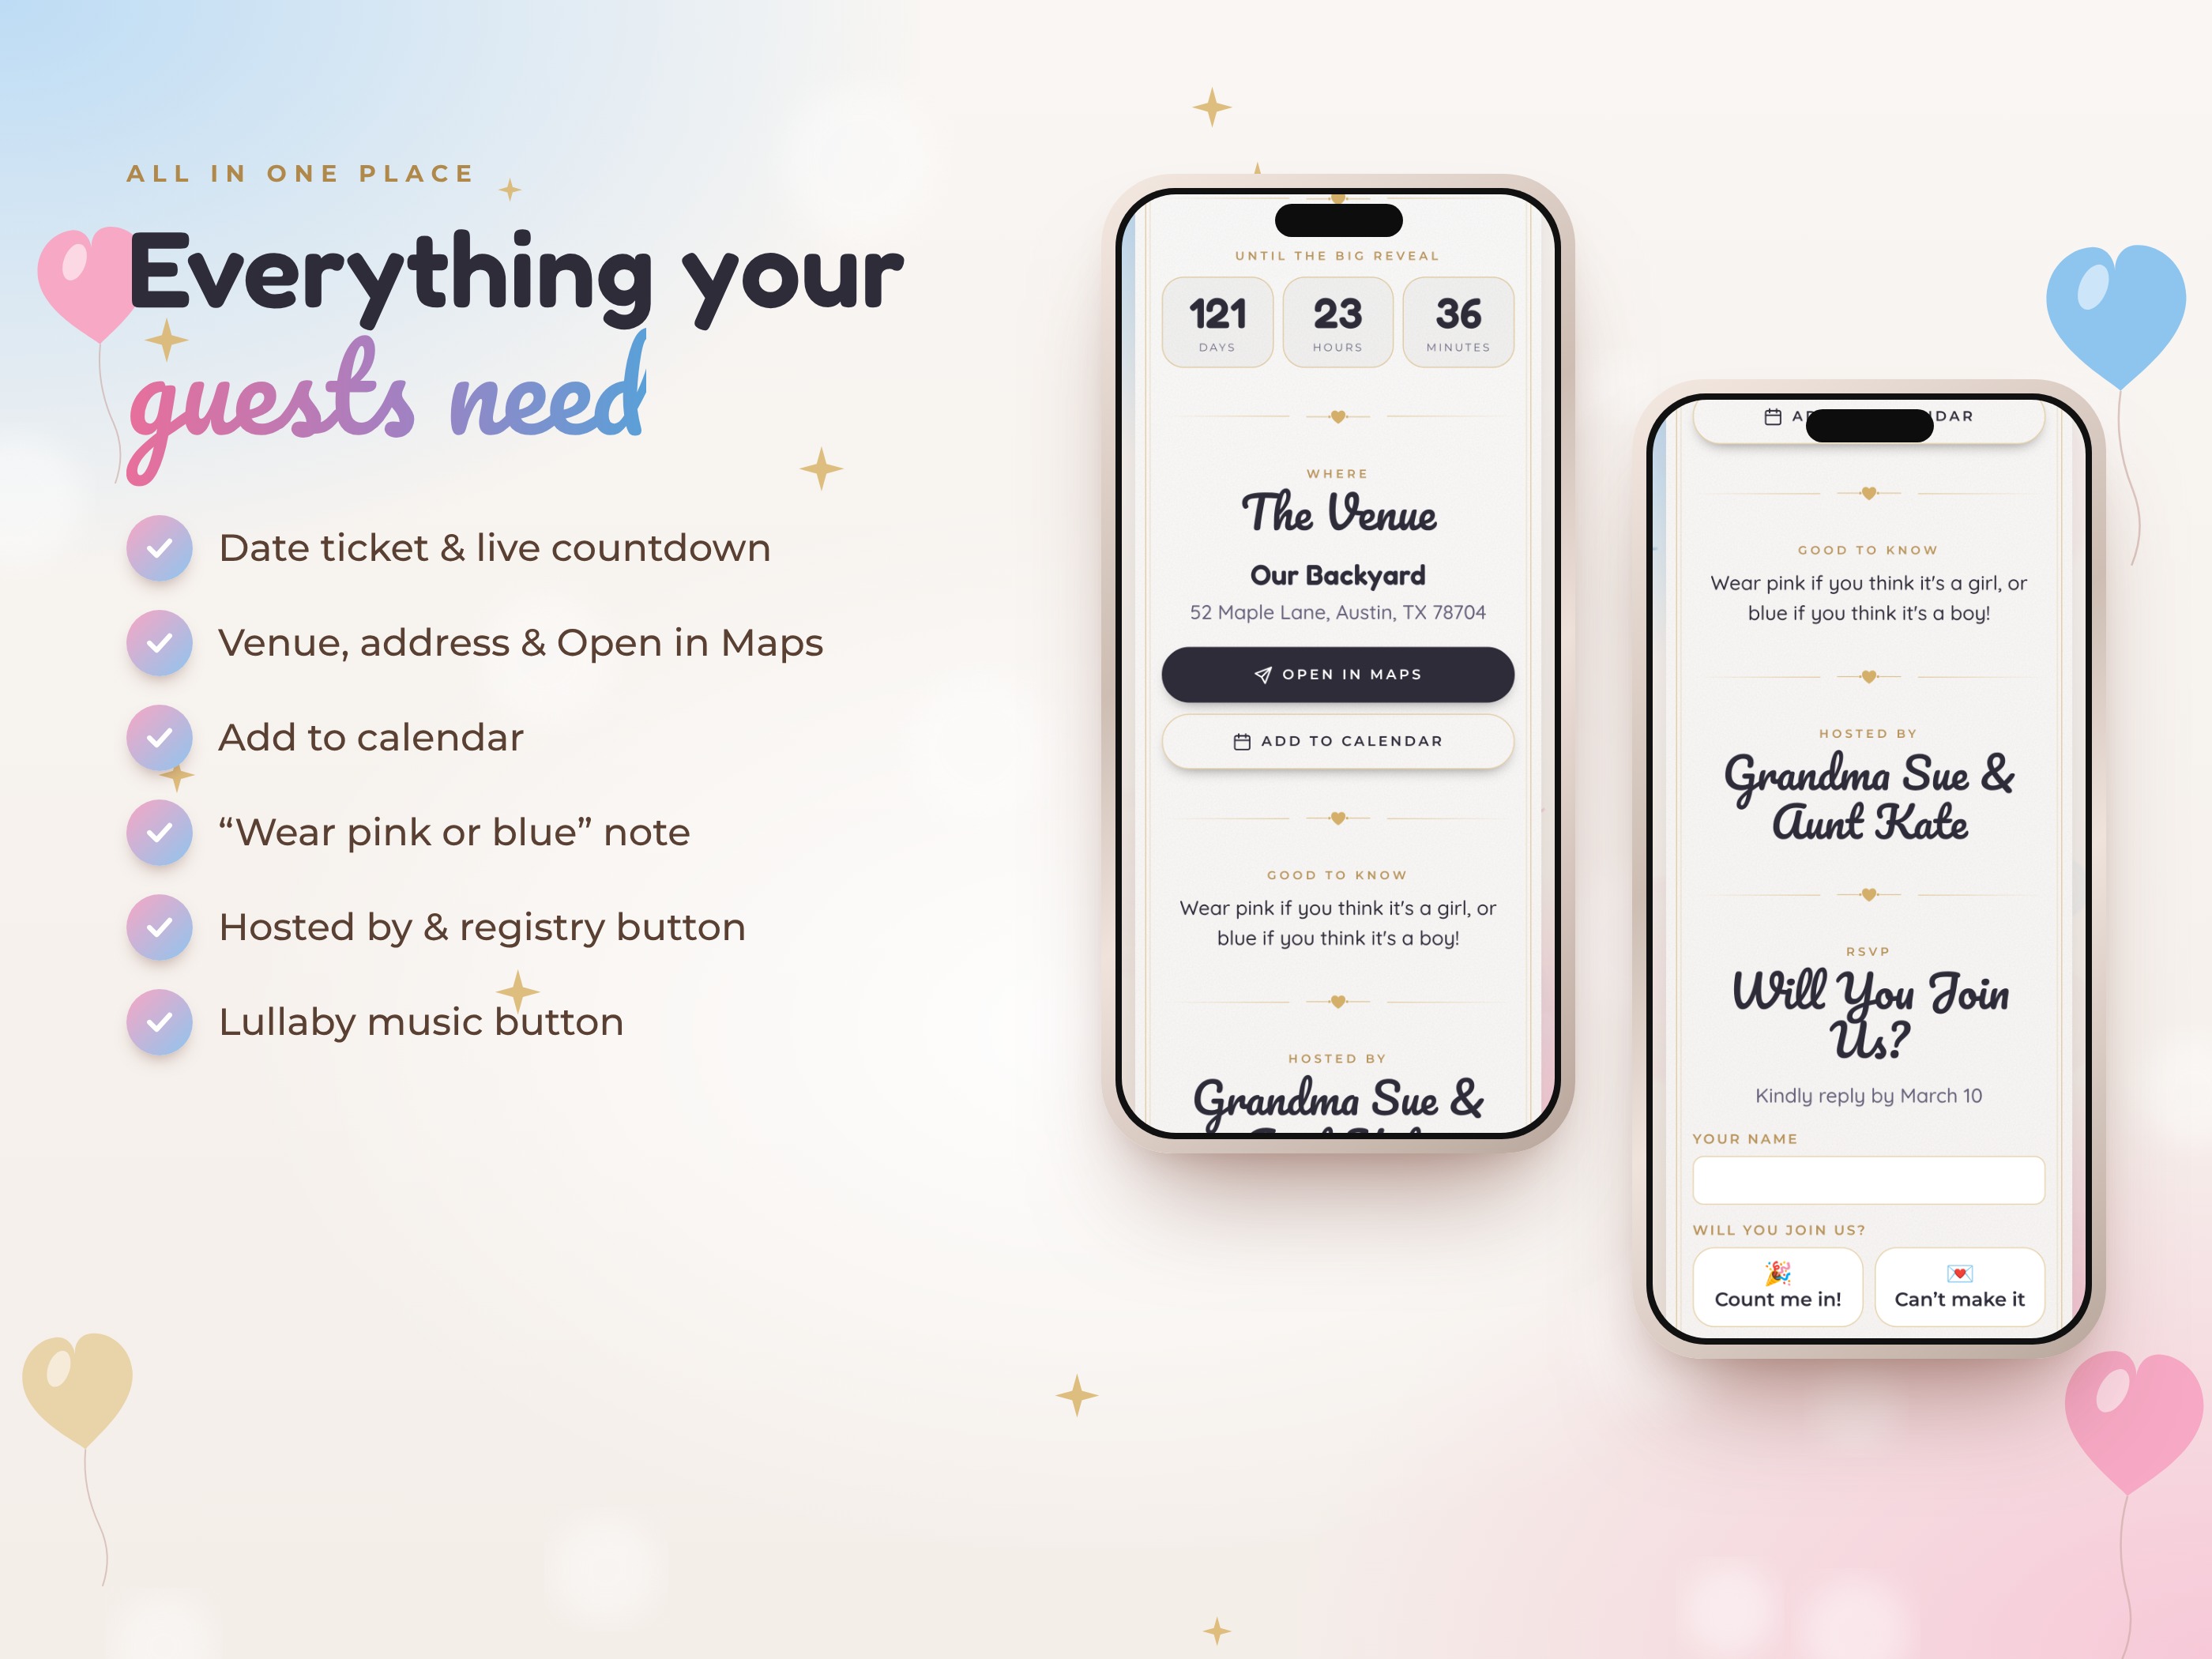 ALL IN ONE PLACE
Everything your
guests need
Date ticket & live countdown
Venue, address & Open in Maps
Add to calendar
“Wear pink or blue” note
Hosted by & registry button
Lullaby music button
UNTIL THE BIG REVEAL
121 23 36
DAYS HOURS MINUTES
WHERE
The Venue
Our Backyard
52 Maple Lane, Austin, TX 78704
OPEN IN MAPS
ADD TO CALENDAR
GOOD TO KNOW
Wear pink if you think it's a girl, or
blue if you think it's a boy!
HOSTED BY
Grandma Sue &
GOOD TO KNOW
Wear pink if you think it's a girl, or
blue if you think it's a boy!
HOSTED BY
Grandma Sue &
Aunt Kate
RSVP
Will You Join
Us?
Kindly reply by March 10
YOUR NAME
WILL YOU JOIN US?
Count me in! Can’t make it